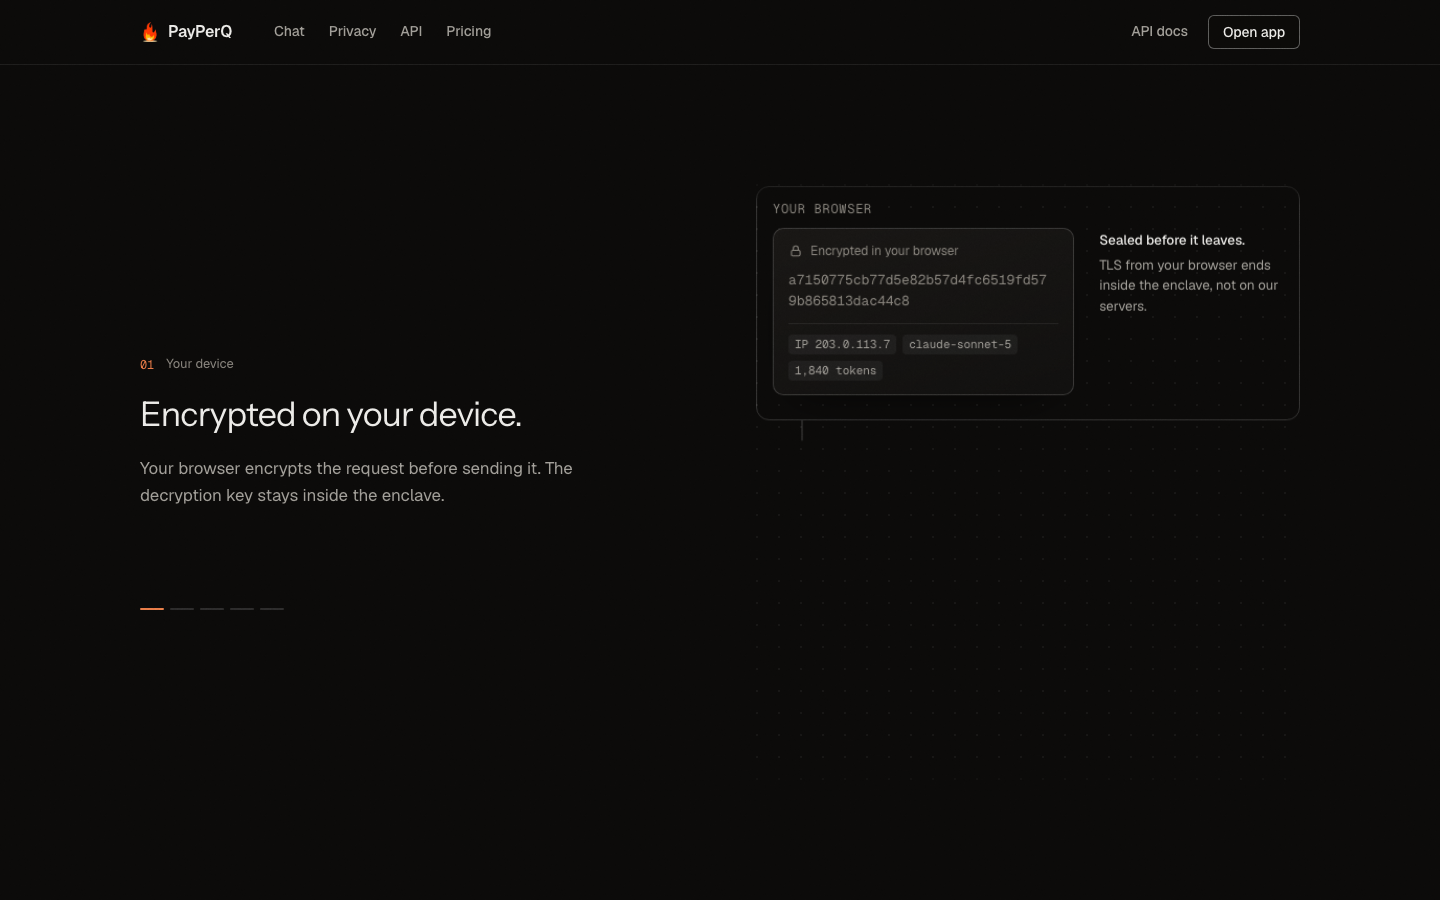 PayPerQ
Chat
Privacy
API
Pricing
API docs
Open app
01 Your device
Encrypted on your device.
Your browser encrypts the request before sending it. The
decryption key stays inside the enclave.
YOUR BROWSER
Encrypted in your browser
a7150775cb77d5e82b57d4fc6519fd57
9b865813dac44c8
IP 203.0.113.7
claude-sonnet-5
1,840 tokens
Sealed before it leaves.
TLS from your browser ends
inside the enclave, not on our
servers.